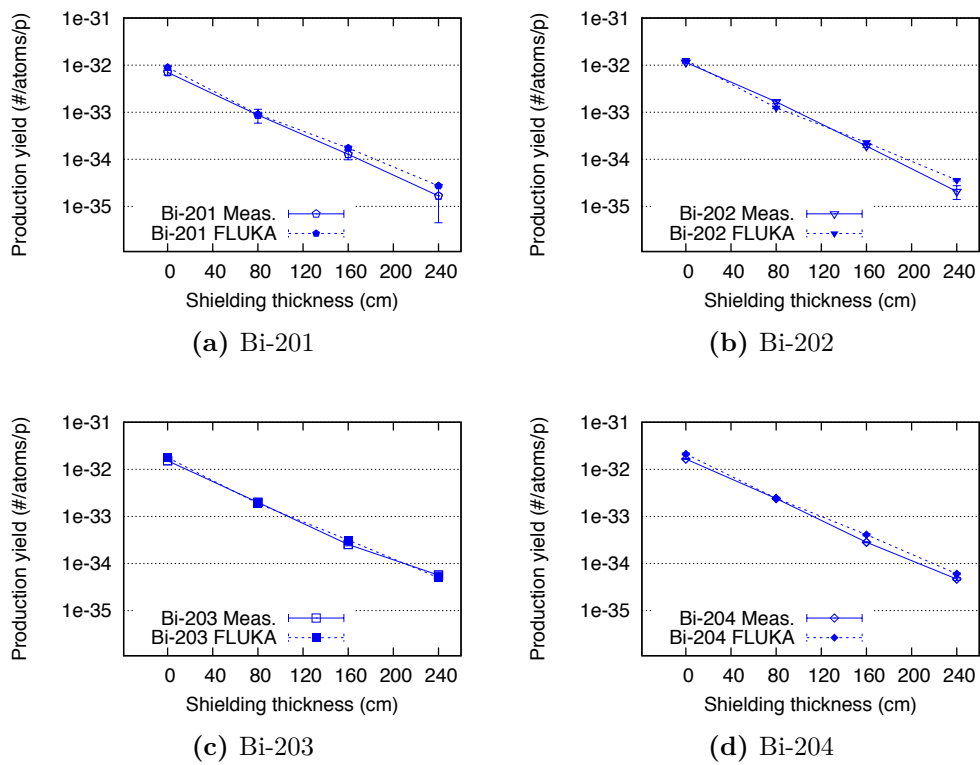 Production yield (#/atoms/p)
1e-31
1e-32
1e-33
1e-34
1e-35
Bi-201 Meas.
Bi-201 FLUKA
0 40 80 120 160 200 240
Shielding thickness (cm)
(a) Bi-201
Production yield (#/atoms/p)
1e-31
1e-32
1e-33
1e-34
1e-35
Bi-202 Meas.
Bi-202 FLUKA
0 40 80 120 160 200 240
Shielding thickness (cm)
(b) Bi-202
Production yield (#/atoms/p)
1e-31
1e-32
1e-33
1e-34
1e-35
Bi-203 Meas.
Bi-203 FLUKA
0 40 80 120 160 200 240
Shielding thickness (cm)
(c) Bi-203
Production yield (#/atoms/p)
1e-31
1e-32
1e-33
1e-34
1e-35
Bi-204 Meas.
Bi-204 FLUKA
0 40 80 120 160 200 240
Shielding thickness (cm)
(d) Bi-204